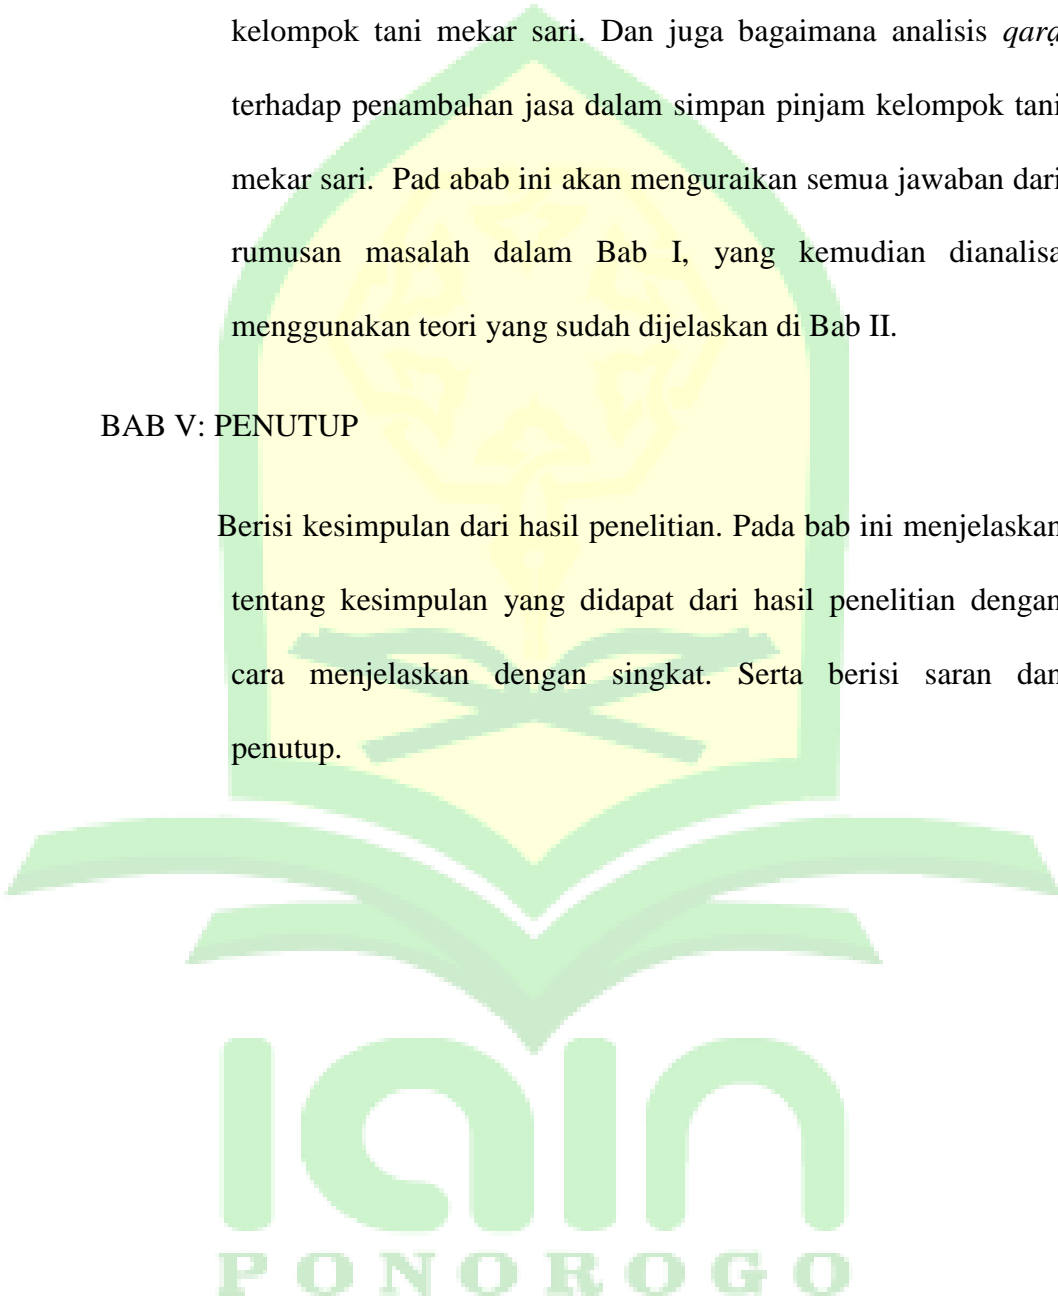 kelompok tani mekar sari. Dan juga bagaimana analisis qarḍ
terhadap penambahan jasa dalam simpan pinjam kelompok tani
mekar sari. Pad abab ini akan menguraikan semua jawaban dari
rumusan masalah dalam Bab I, yang kemudian dianalisa
menggunakan teori yang sudah dijelaskan di Bab II.
BAB V: PENUTUP
Berisi kesimpulan dari hasil penelitian. Pada bab ini menjelaskan
tentang kesimpulan yang didapat dari hasil penelitian dengan
cara menjelaskan dengan singkat. Serta berisi saran dan
penutup.
iain
PONOROGO